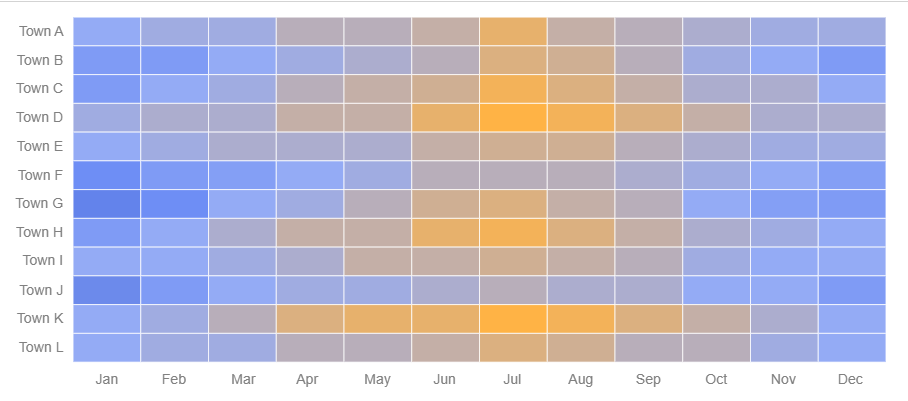 Town A
Town B
Town C
Town D
Town E
Town F
Town G
Town H
Town I
Town J
Town K
Town L
Jan Feb Mar Apr May Jun Jul Aug Sep Oct Nov Dec